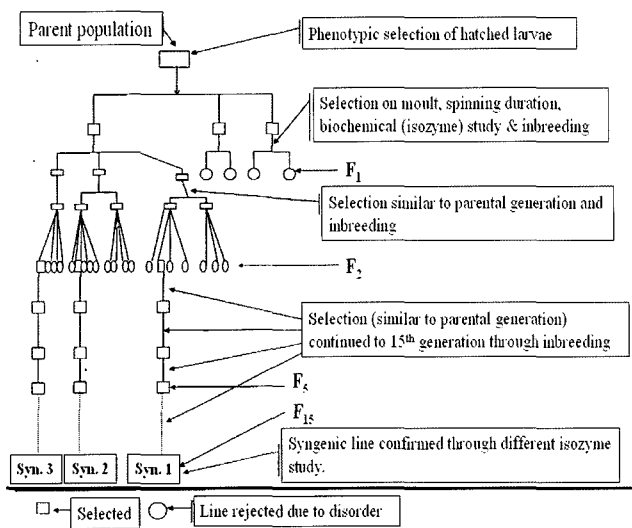 Parent population
Phenotypic selection of hatched larvae
Selection on moult, spinning duration,
biochemical (isozyme) study & inbreeding
F1
Selection similar to parental generation and
inbreeding
F2
Selection (similar to parental generation)
continued to 15th generation through inbreeding
F5
F15
Syngenic line confirmed through different isozyme
study.
Syn. 3 Syn. 2 Syn. 1
Selected Line rejected due to disorder